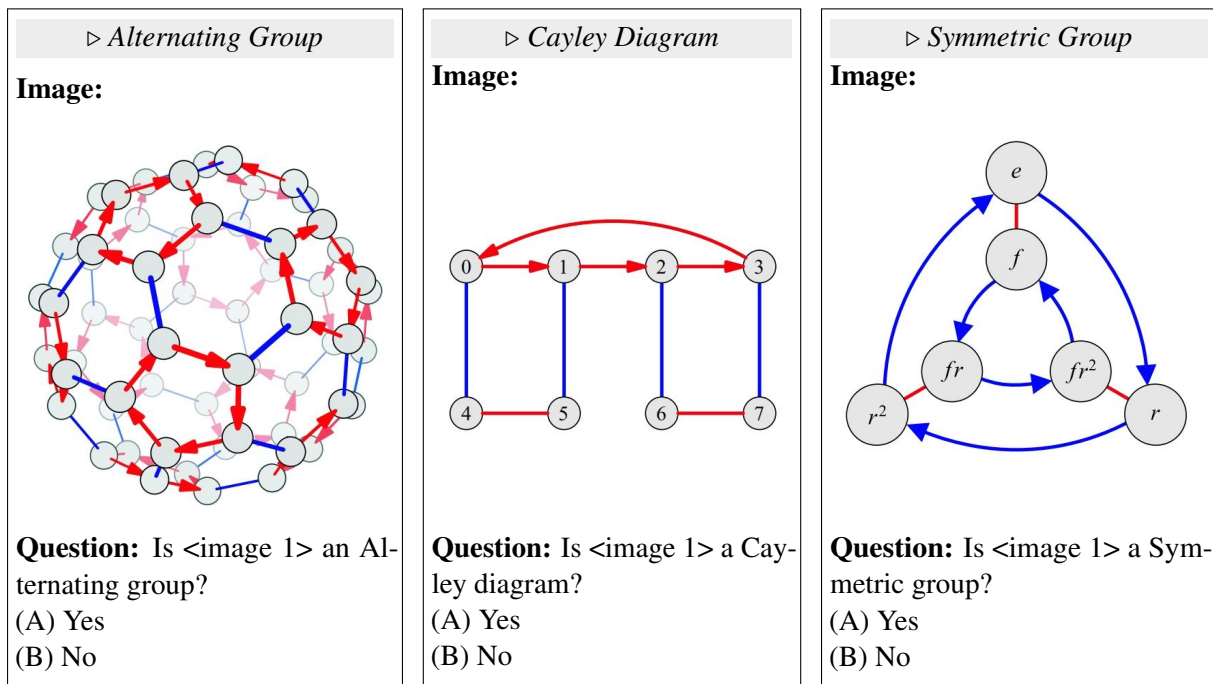 ▷ Alternating Group
Image:
Question: Is <image 1> an Al-
ternating group?
(A) Yes
(B) No
▷ Cayley Diagram
Image:
0
1
2
3
4
5
6
7
Question: Is <image 1> a Cay-
ley diagram?
(A) Yes
(B) No
▷ Symmetric Group
Image:
e
f
fr
fr²
r²
r
Question: Is <image 1> a Sym-
metric group?
(A) Yes
(B) No